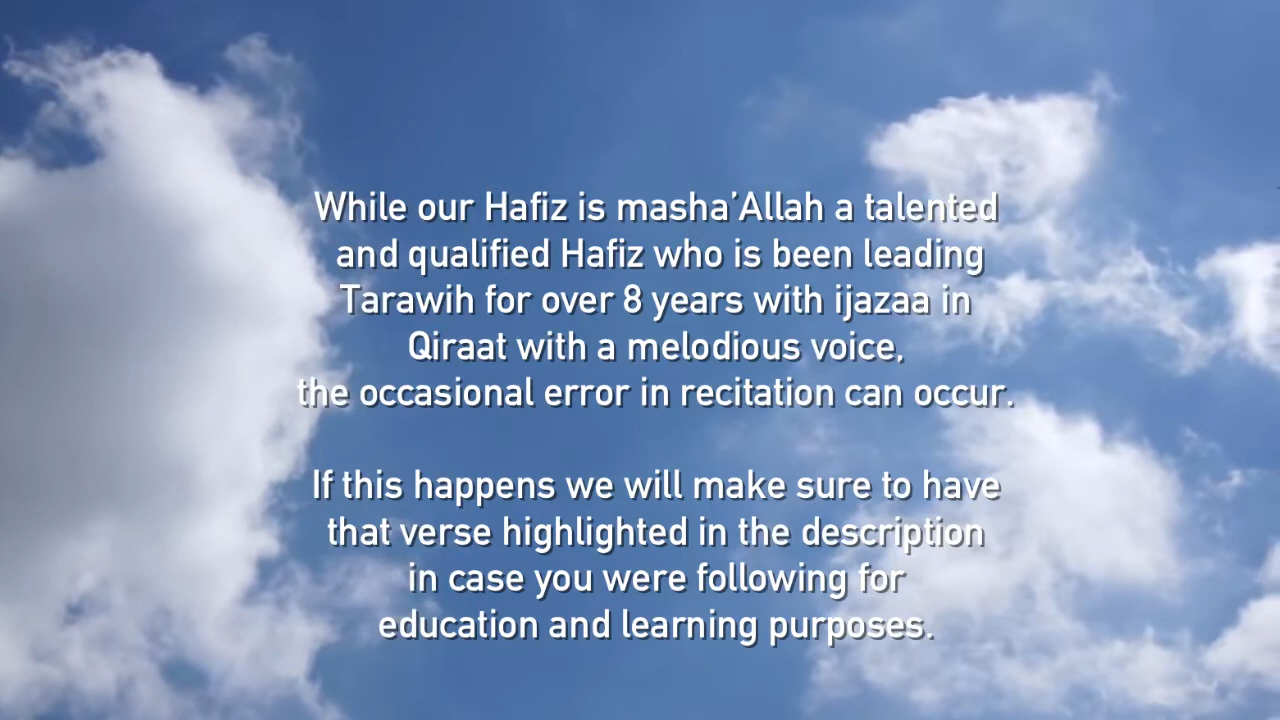 While our Hafiz is masha’Allah a talented
and qualified Hafiz who is been leading
Tarawih for over 8 years with ijazaa in
Qiraat with a melodious voice,
the occasional error in recitation can occur.
If this happens we will make sure to have
that verse highlighted in the description
in case you were following for
education and learning purposes.